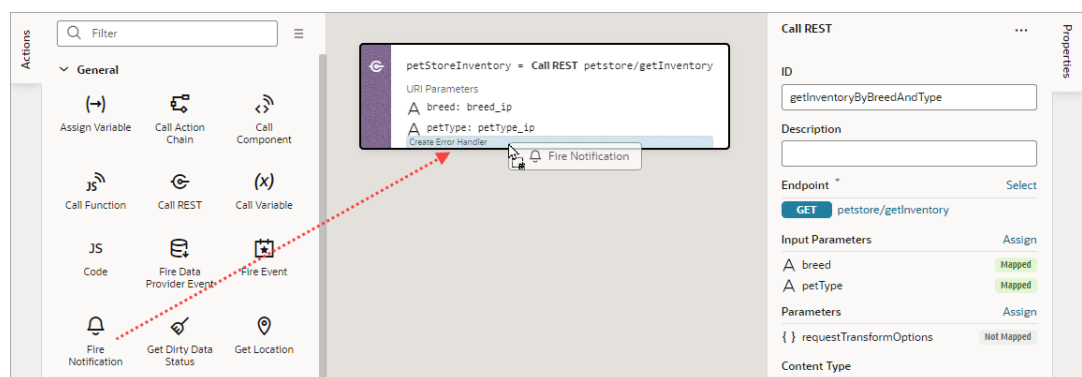 Actions
Filter
General
Assign Variable
Call Action
Chain
Call
Component
JS
Call Function
Call REST
(x)
Call Variable
JS
Code
Fire Data
Provider Event
Fire Event
Fire
Notification
Get Dirty Data
Status
Get Location
petStoreInventory = Call REST petstore/getInventory
URI Parameters
A breed: breed_ip
A petType: petType_ip
Create Error Handler
Fire Notification
Call REST
...
ID
getInventoryByBreedAndType
Description
Endpoint *
Select
GET petstore/getInventory
Input Parameters
Assign
A breed
Mapped
A petType
Mapped
Parameters
Assign
{ } requestTransformOptions
Not Mapped
Content Type
Properties